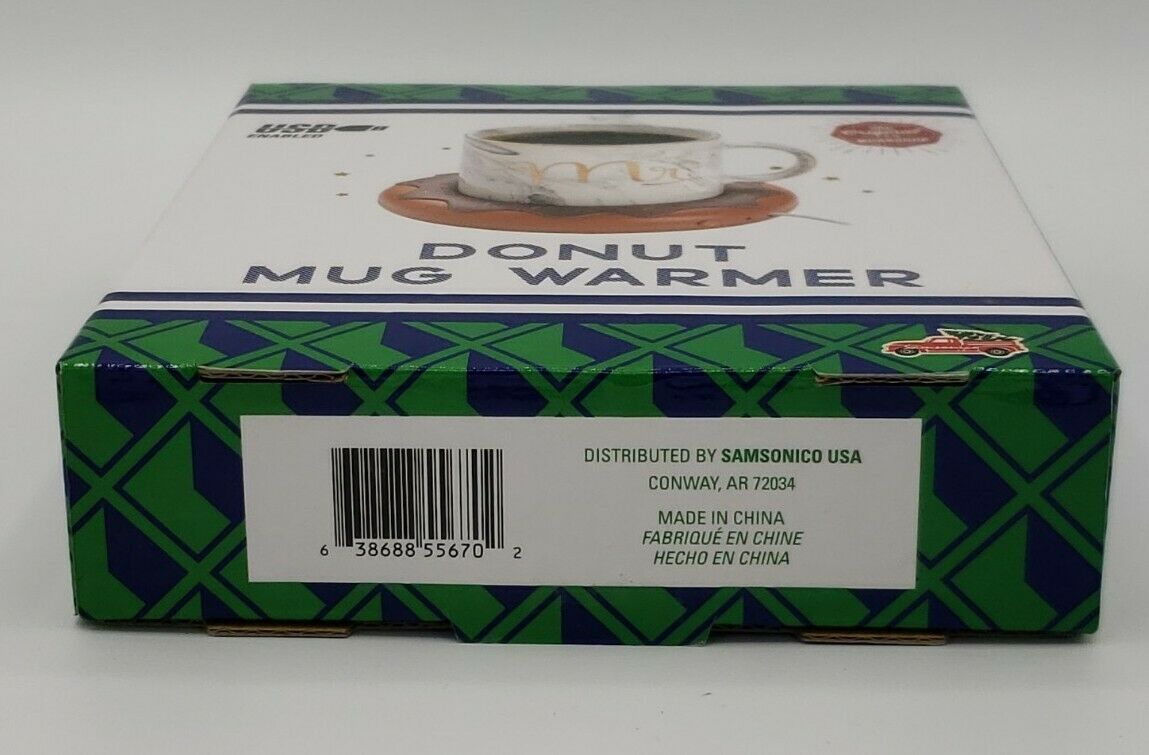 USB
ENABLED
Mr
DONUT
MUG WARMER
DISTRIBUTED BY SAMSONICO USA
CONWAY, AR 72034
MADE IN CHINA
FABRIQUÉ EN CHINE
HECHO EN CHINA
6 38688 55670 2